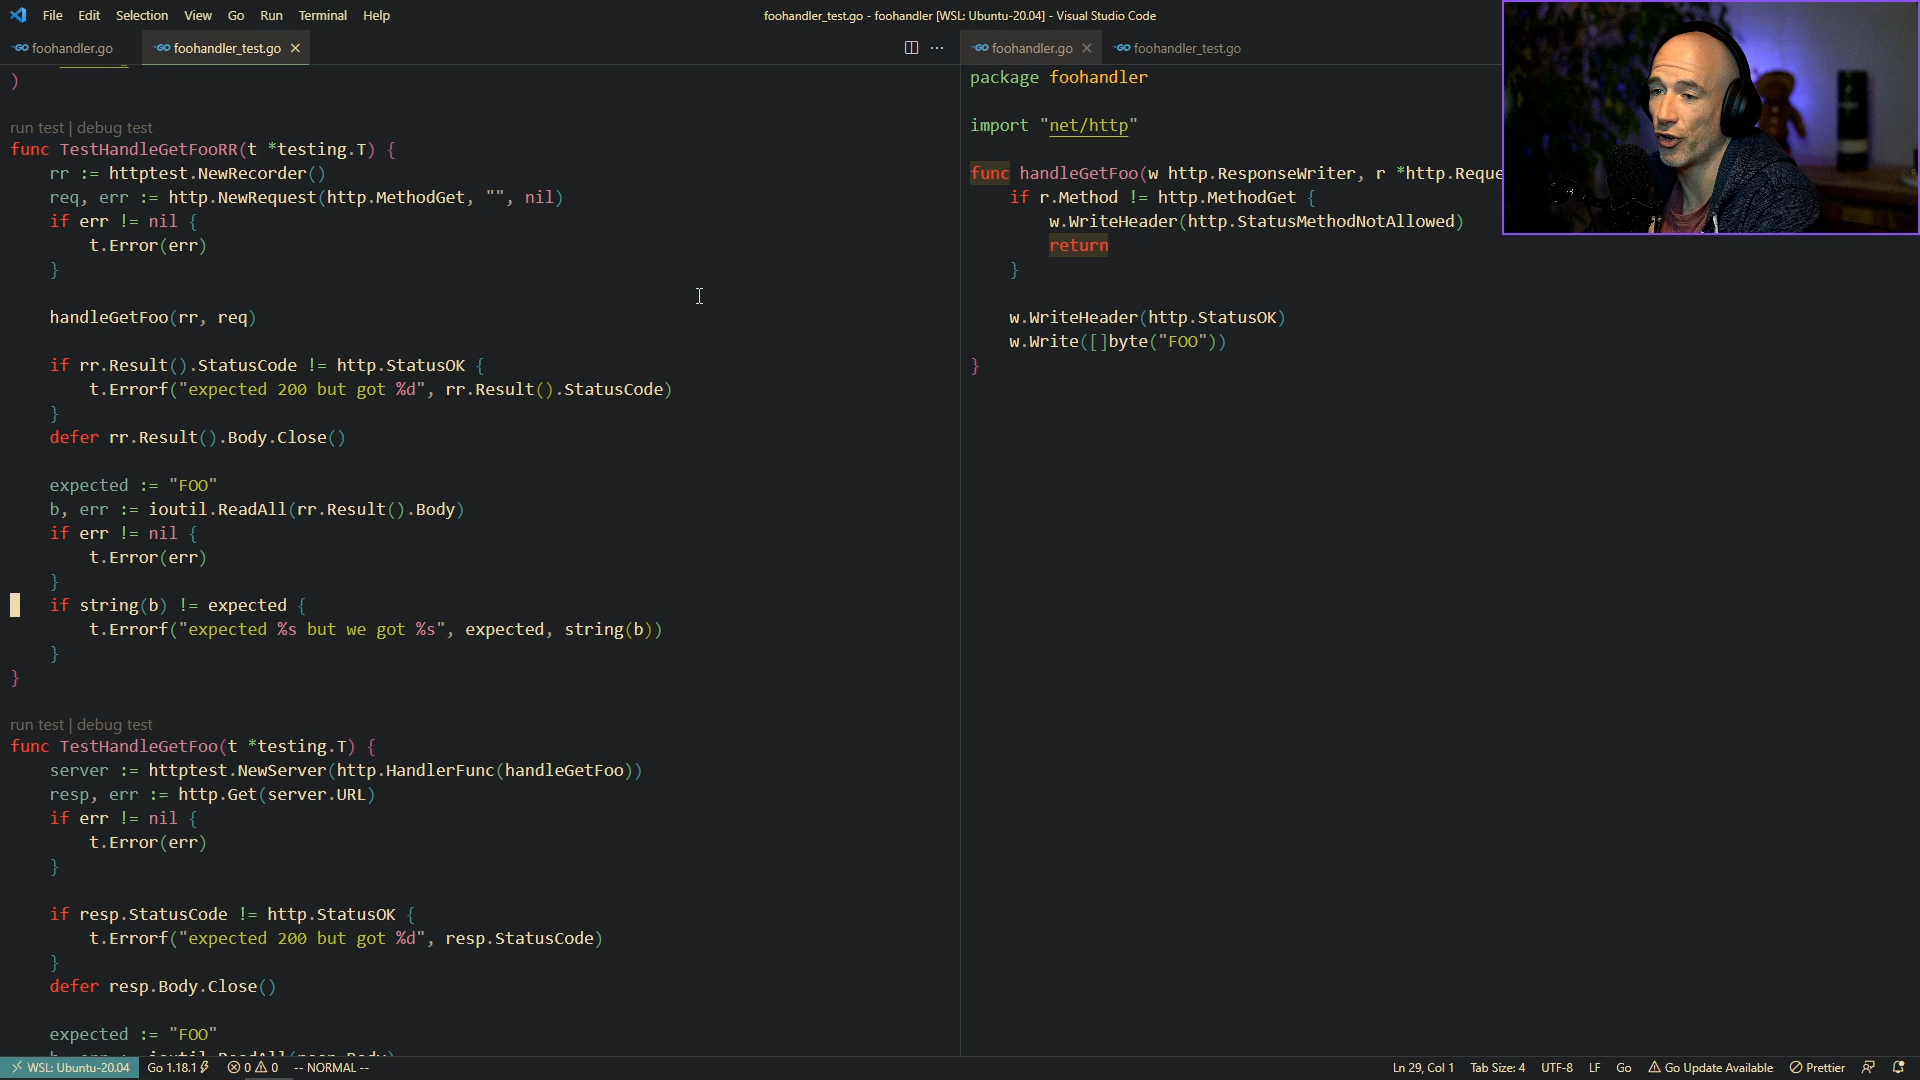 File Edit Selection View Go Run Terminal Help
foohandler_test.go - foohandler [WSL: Ubuntu-20.04] - Visual Studio Code
foohandler.go foohandler_test.go
)
run test | debug test
func TestHandleGetFooRR(t *testing.T) {
rr := httptest.NewRecorder()
req, err := http.NewRequest(http.MethodGet, "", nil)
if err != nil {
t.Error(err)
}
handleGetFoo(rr, req)
if rr.Result().StatusCode != http.StatusOK {
t.Errorf("expected 200 but got %d", rr.Result().StatusCode)
}
defer rr.Result().Body.Close()
expected := "FOO"
b, err := ioutil.ReadAll(rr.Result().Body)
if err != nil {
t.Error(err)
}
if string(b) != expected {
t.Errorf("expected %s but we got %s", expected, string(b))
}
}
run test | debug test
func TestHandleGetFoo(t *testing.T) {
server := httptest.NewServer(http.HandlerFunc(handleGetFoo))
resp, err := http.Get(server.URL)
if err != nil {
t.Error(err)
}
if resp.StatusCode != http.StatusOK {
t.Errorf("expected 200 but got %d", resp.StatusCode)
}
defer resp.Body.Close()
expected := "FOO"
foohandler.go foohandler_test.go
package foohandler
import "net/http"
func handleGetFoo(w http.ResponseWriter, r *http.Reque
if r.Method != http.MethodGet {
w.WriteHeader(http.StatusMethodNotAllowed)
return
}
w.WriteHeader(http.StatusOK)
w.Write([]byte("FOO"))
}
WSL: Ubuntu-20.04 Go 1.18.1 0 0 -- NORMAL --
Ln 29, Col 1 Tab Size: 4 UTF-8 LF Go Go Update Available Prettier